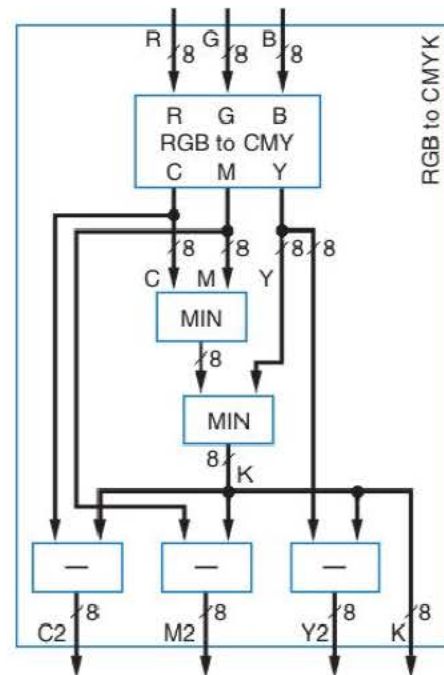 R G B
8 8 8
RGB to CMYK
R G B
RGB to CMY
C M Y
8 8 8 8
C M Y
MIN
8
MIN
8
K
– – –
8 8 8 8
C2 M2 Y2 K